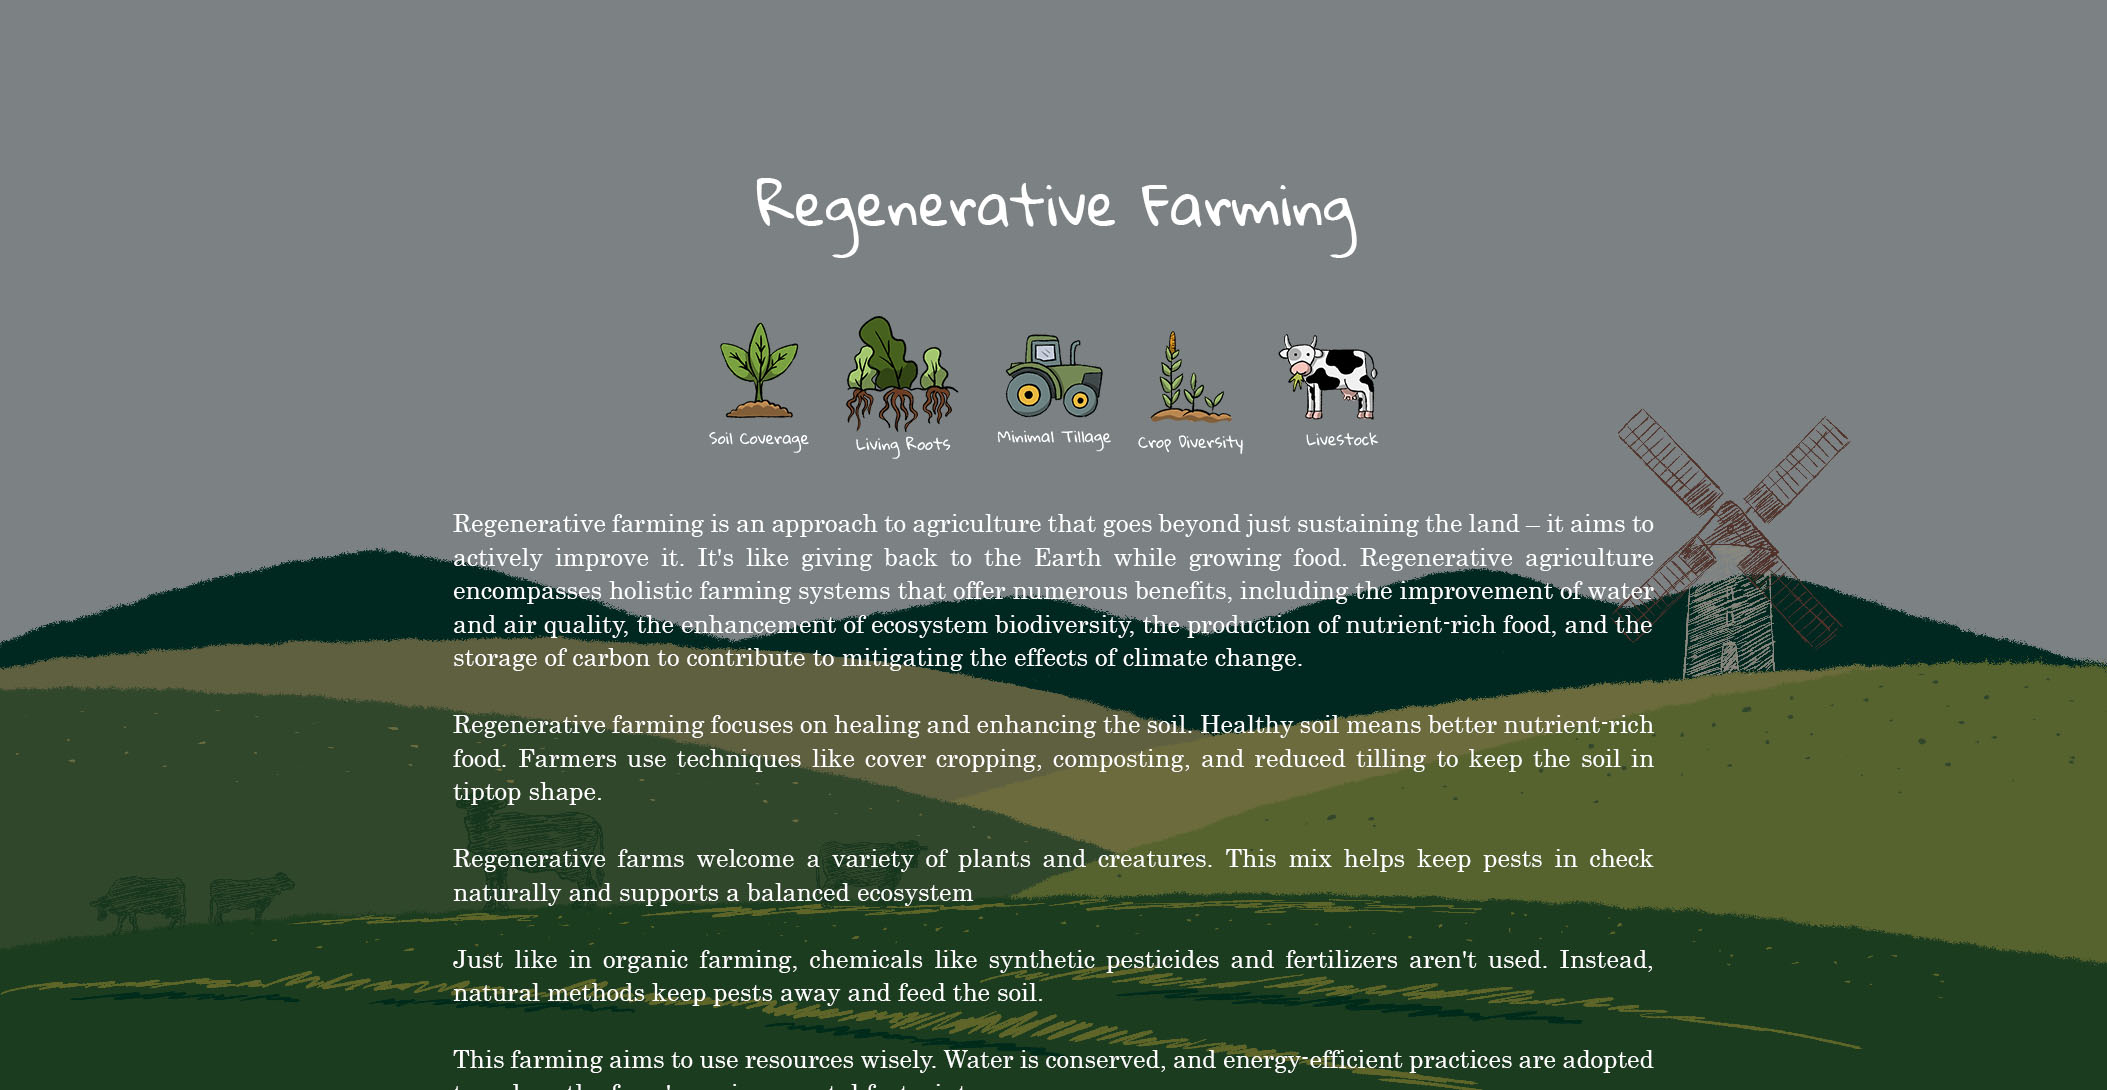 Regenerative Farming
Soil Coverage
Living Roots
Minimal Tillage
Crop Diversity
Livestock
Regenerative farming is an approach to agriculture that goes beyond just sustaining the land – it aims to
actively improve it. It's like giving back to the Earth while growing food. Regenerative agriculture
encompasses holistic farming systems that offer numerous benefits, including the improvement of water
and air quality, the enhancement of ecosystem biodiversity, the production of nutrient-rich food, and the
storage of carbon to contribute to mitigating the effects of climate change.
Regenerative farming focuses on healing and enhancing the soil. Healthy soil means better nutrient-rich
food. Farmers use techniques like cover cropping, composting, and reduced tilling to keep the soil in
tiptop shape.
Regenerative farms welcome a variety of plants and creatures. This mix helps keep pests in check
naturally and supports a balanced ecosystem
Just like in organic farming, chemicals like synthetic pesticides and fertilizers aren't used. Instead,
natural methods keep pests away and feed the soil.
This farming aims to use resources wisely. Water is conserved, and energy-efficient practices are adopted